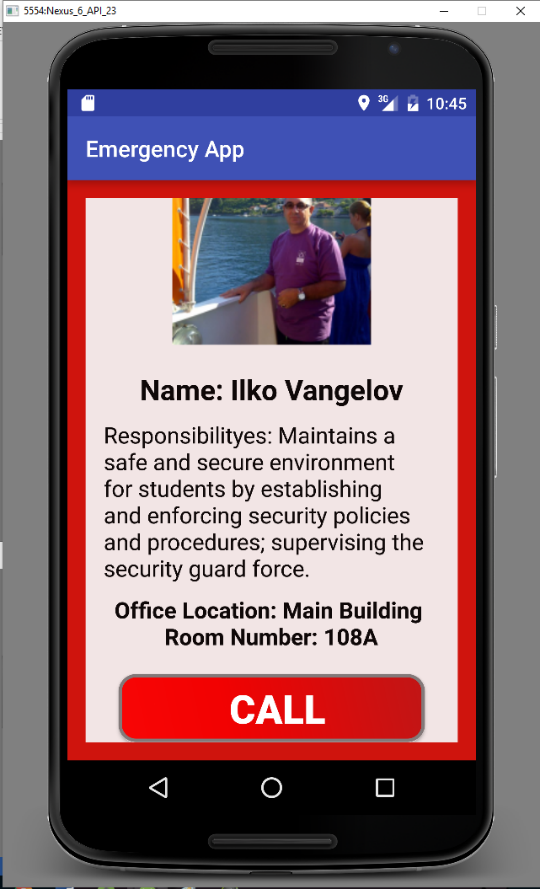 5554:Nexus_6_API_23
3G 10:45
Emergency App
Name: Ilko Vangelov
Responsibilityes: Maintains a
safe and secure environment
for students by establishing
and enforcing security policies
and procedures; supervising the
security guard force.
Office Location: Main Building
Room Number: 108A
CALL